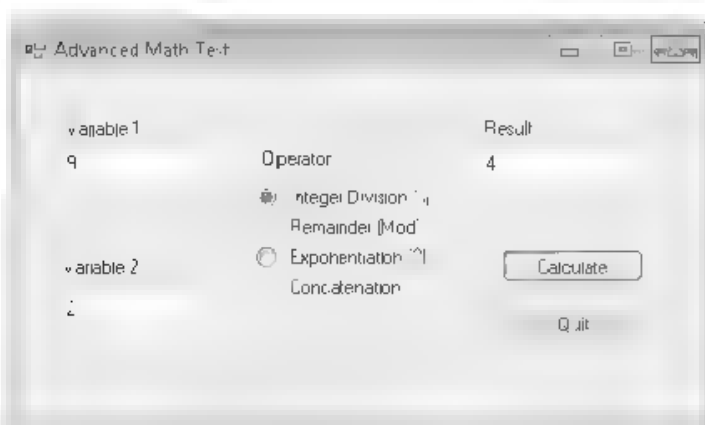 Advanced Math Test
Variable 1
9
Operator
Integer Division (\)
Remainder (Mod)
Exponentiation (^)
Concatenation
Variable 2
2
Result
4
Calculate
Quit